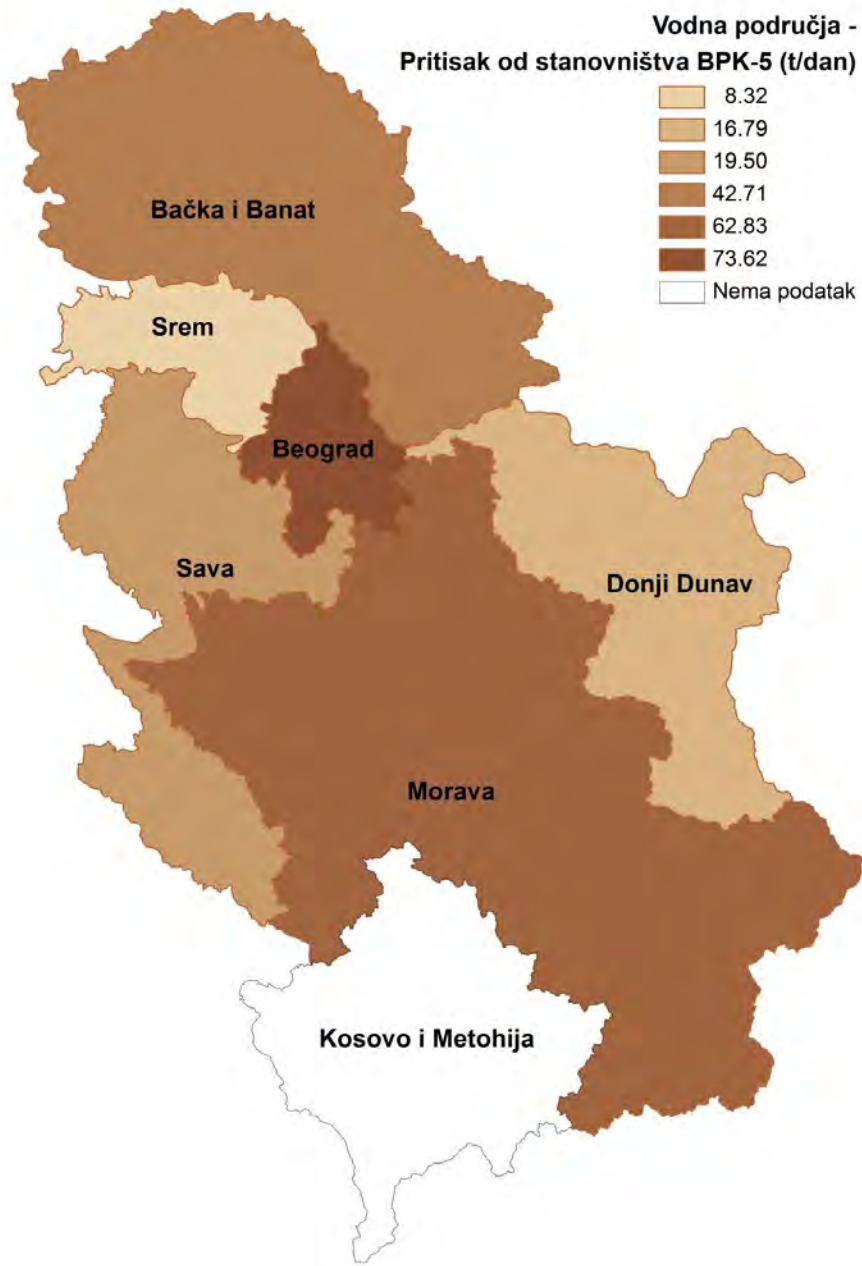 Vodna područja -
Pritisak od stanovništva BPK-5 (t/dan)
8.32
16.79
19.50
42.71
62.83
73.62
Nema podatak
Bačka i Banat
Srem
Beograd
Sava
Donji Dunav
Morava
Kosovo i Metohija